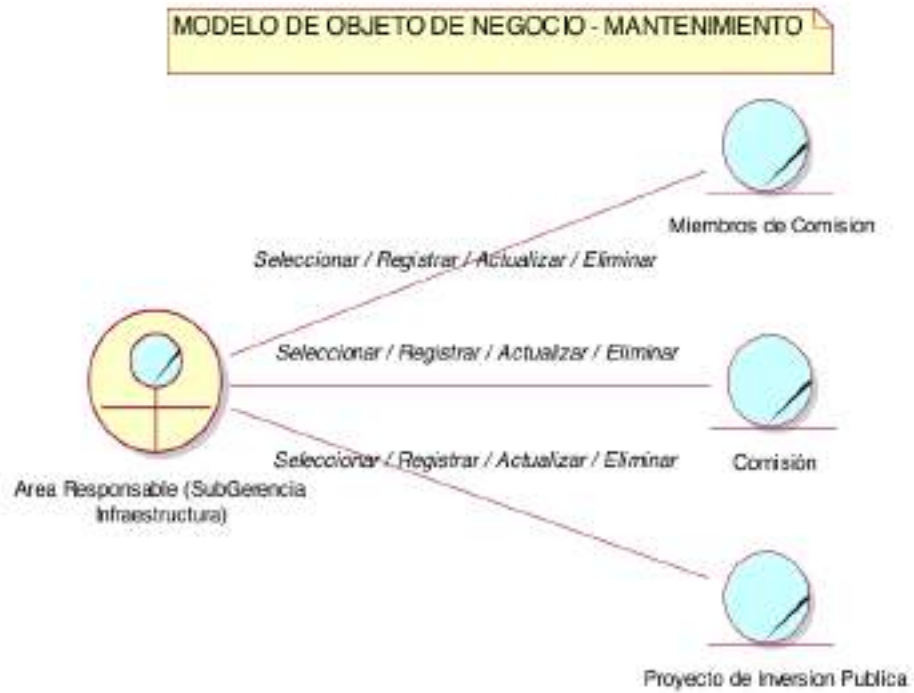 MODELO DE OBJETO DE NEGOCIO - MANTENIMIENTO
Miembros de Comision
Seleccionar / Registrar / Actualizar / Eliminar
Seleccionar / Registrar / Actualizar / Eliminar
Seleccionar / Registrar / Actualizar / Eliminar
Comisión
Area Responsable (SubGerencia
Infraestructura)
Proyecto de Inversion Publica